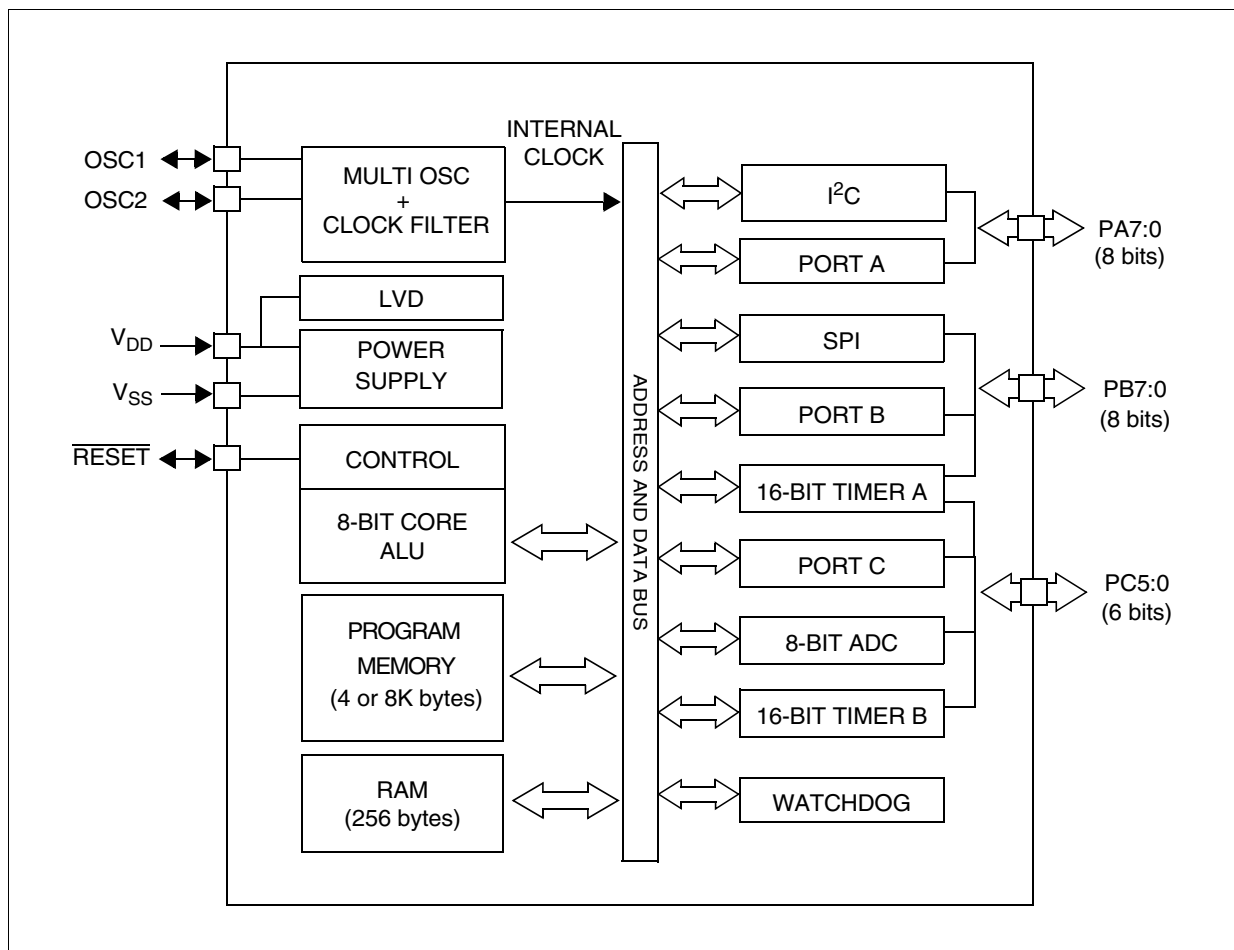 OSC1
OSC2
V_DD
V_SS
RESET
MULTI OSC
+
CLOCK FILTER
LVD
POWER
SUPPLY
CONTROL
8-BIT CORE
ALU
PROGRAM
MEMORY
(4 or 8K bytes)
RAM
(256 bytes)
INTERNAL
CLOCK
ADDRESS AND DATA BUS
I²C
PORT A
SPI
PORT B
16-BIT TIMER A
PORT C
8-BIT ADC
16-BIT TIMER B
WATCHDOG
PA7:0
(8 bits)
PB7:0
(8 bits)
PC5:0
(6 bits)